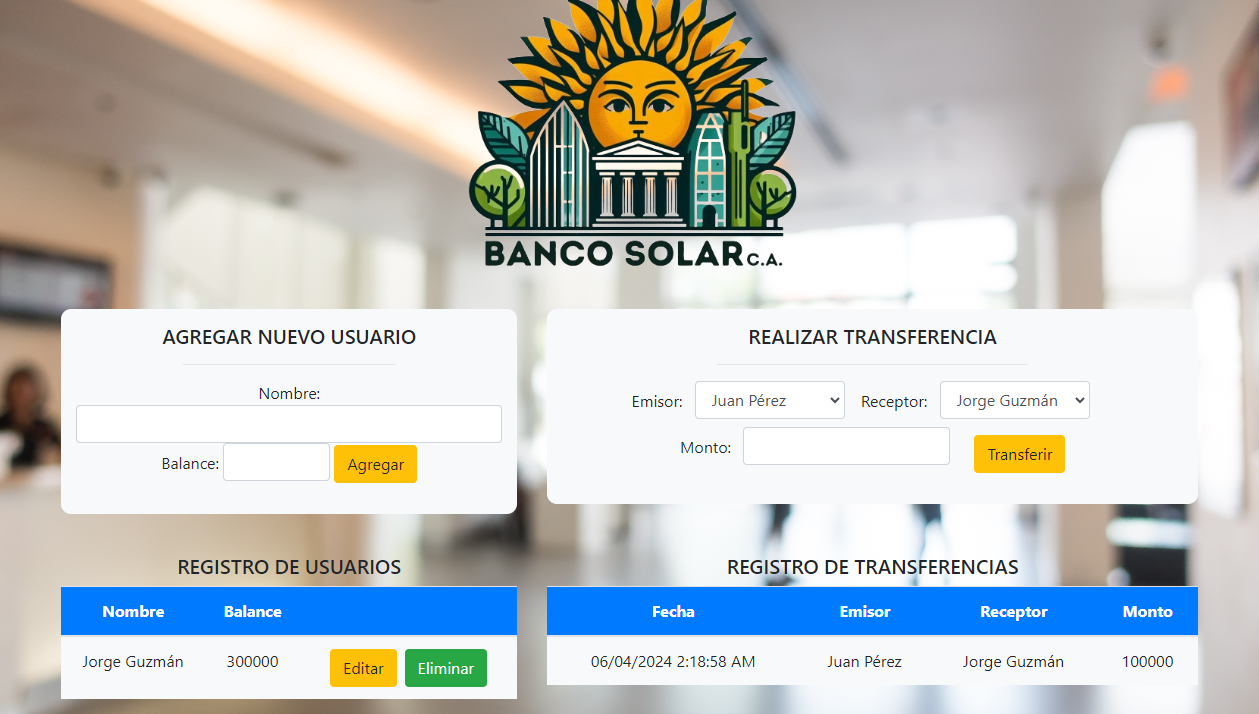 BANCO SOLAR C.A.
AGREGAR NUEVO USUARIO
Nombre:
Balance: Agregar
REALIZAR TRANSFERENCIA
Emisor: Juan Pérez Receptor: Jorge Guzmán
Monto: Transferir
REGISTRO DE USUARIOS
Nombre Balance
Jorge Guzmán 300000 Editar Eliminar
REGISTRO DE TRANSFERENCIAS
Fecha Emisor Receptor Monto
06/04/2024 2:18:58 AM Juan Pérez Jorge Guzmán 100000